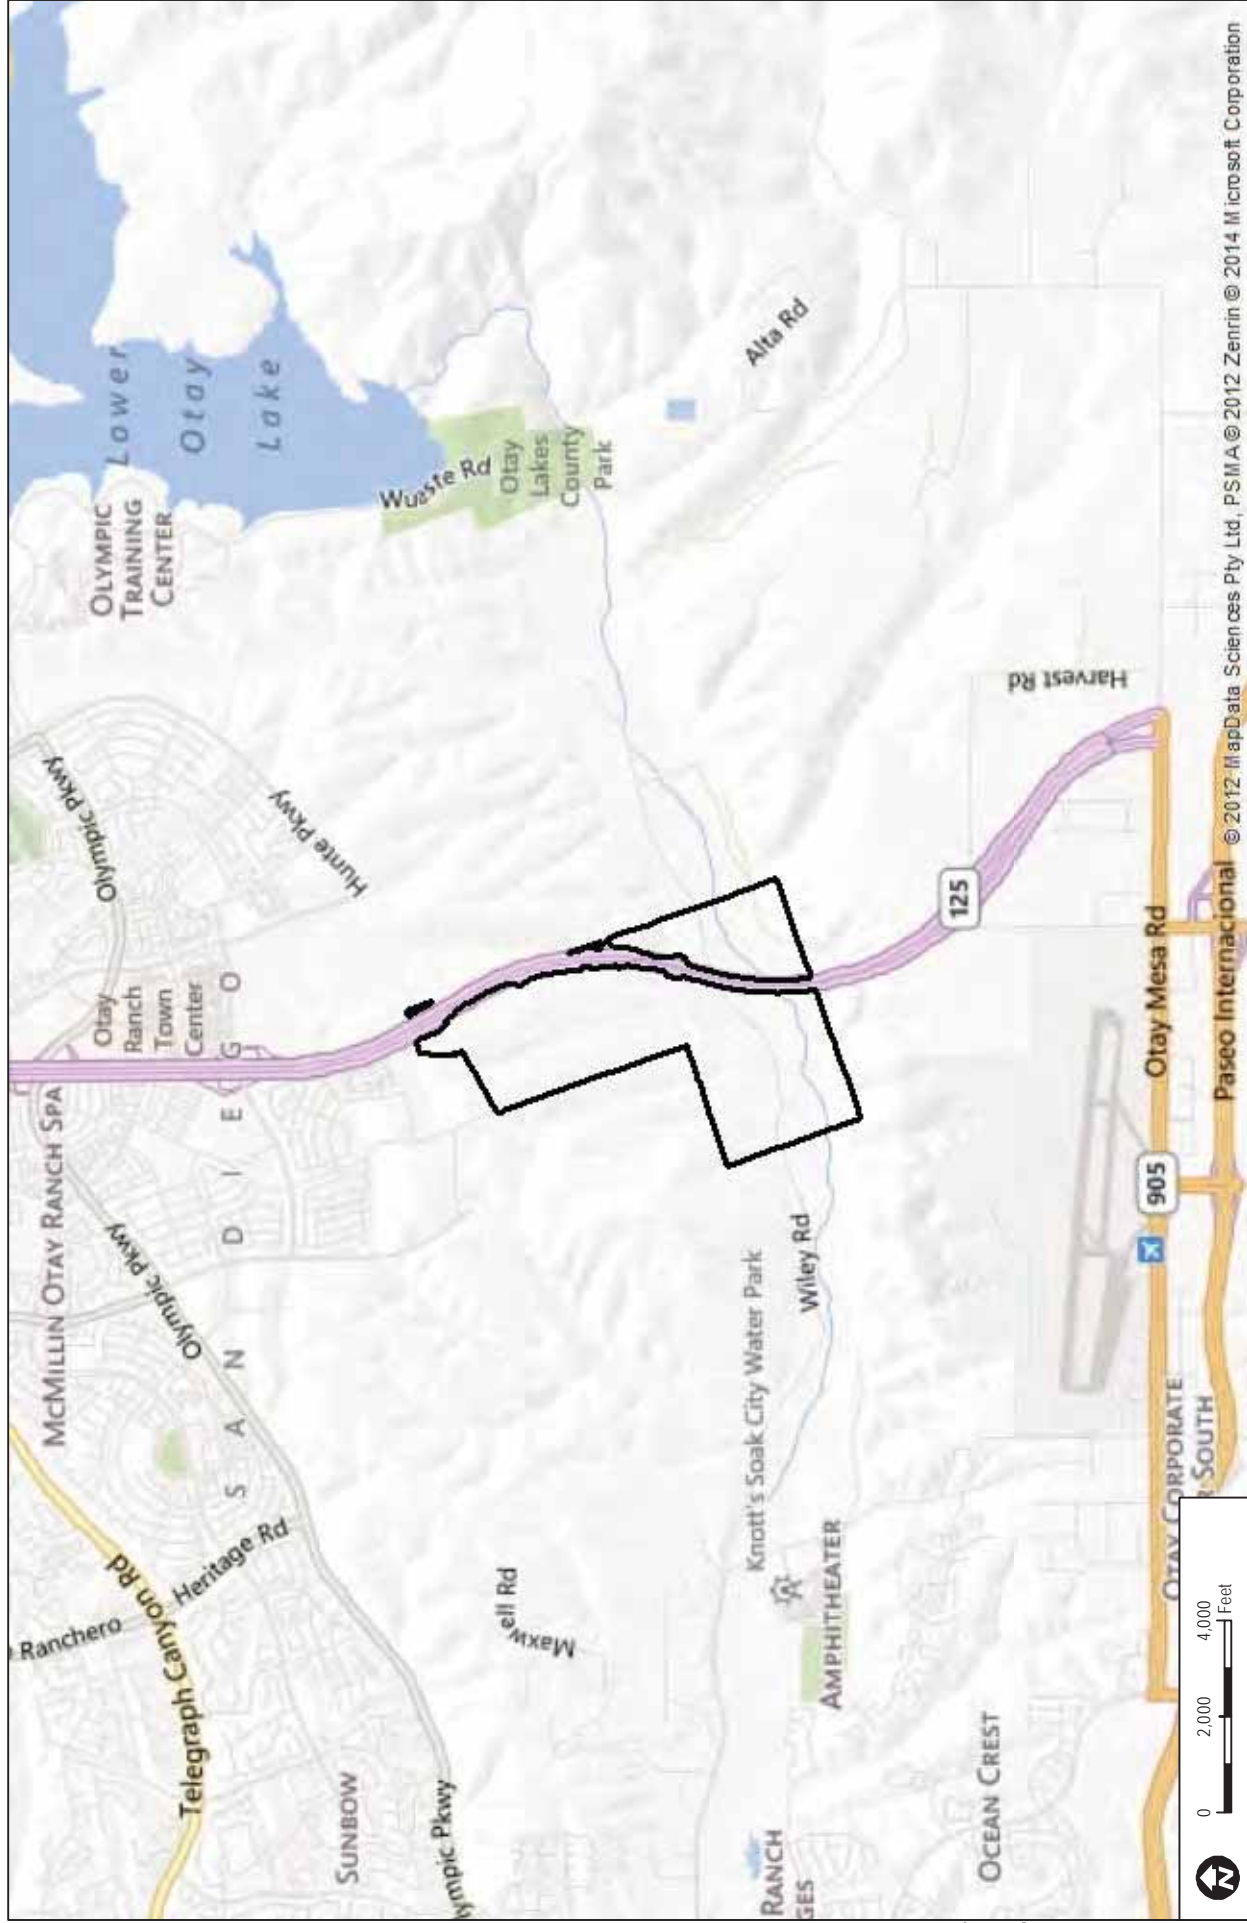 Telegraph Canyon Rd
Ranchero
Heritage Rd
McMillin Otay Ranch Spa
Olympic Pkwy
Otay
Ranch
Town
Center
Olympic Pkwy
Hunte Pkwy
Olympic
Training
Center
Lower
Otay
Lake
SAN DIEGO
Sunbow
ympic Pkwy
Maxwell Rd
Wueste Rd
Otay
Lakes
County
Park
Alta Rd
Ranch
ges
Knott's Soak City Water Park
Amphitheater
Wiley Rd
Ocean Crest
125
Harvest Rd
905
Otay Mesa Rd
Otay Corporate
r South
Paseo Internacional
© 2012 MapData Sciences Pty Ltd, PSMA © 2012 Zenrin © 2014 Microsoft Corporation
N
0 2,000 4,000
Feet